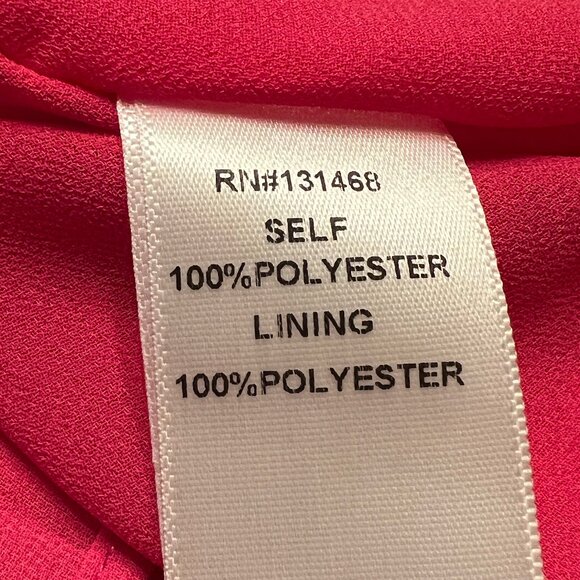 RN#131468
SELF
100%POLYESTER
LINING
100%POLYESTER